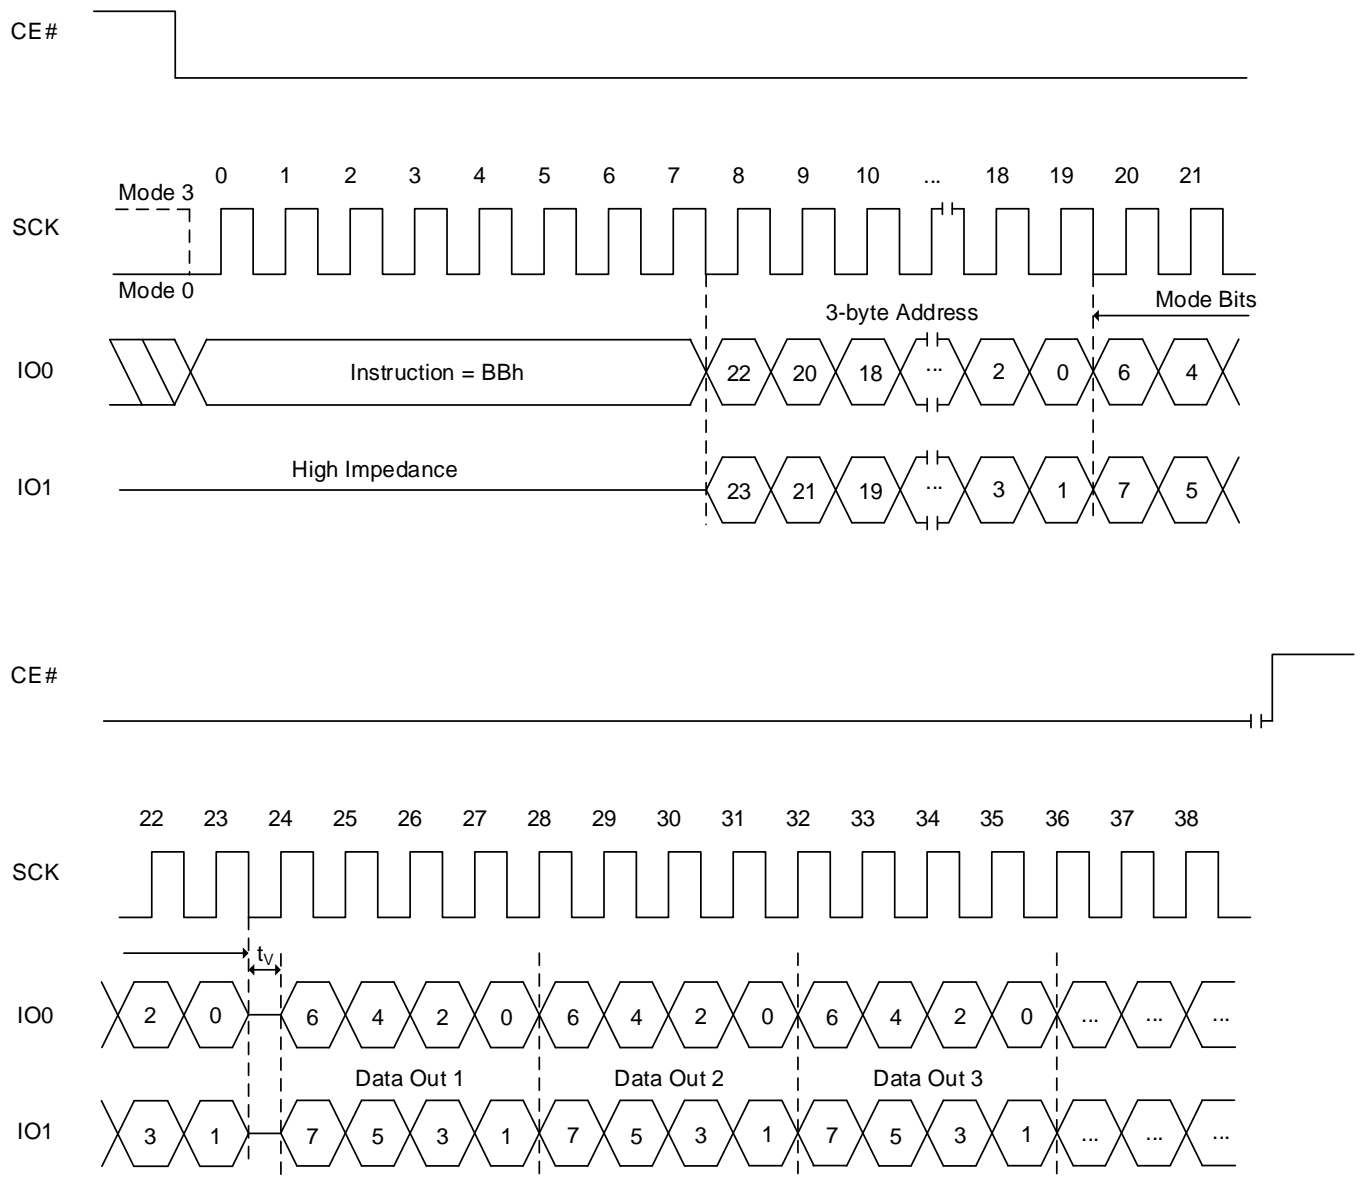 CE#
0 1 2 3 4 5 6 7 8 9 10 ... 18 19 20 21
Mode 3
SCK
Mode 0
3-byte Address
Mode Bits
IO0
Instruction = BBh
22 20 18 ... 2 0 6 4
High Impedance
IO1
23 21 19 ... 3 1 7 5
CE#
22 23 24 25 26 27 28 29 30 31 32 33 34 35 36 37 38
SCK
tV
IO0
2 0 6 4 2 0 6 4 2 0 6 4 2 0 ... ... ...
Data Out 1
Data Out 2
Data Out 3
IO1
3 1 7 5 3 1 7 5 3 1 7 5 3 1 ... ... ...